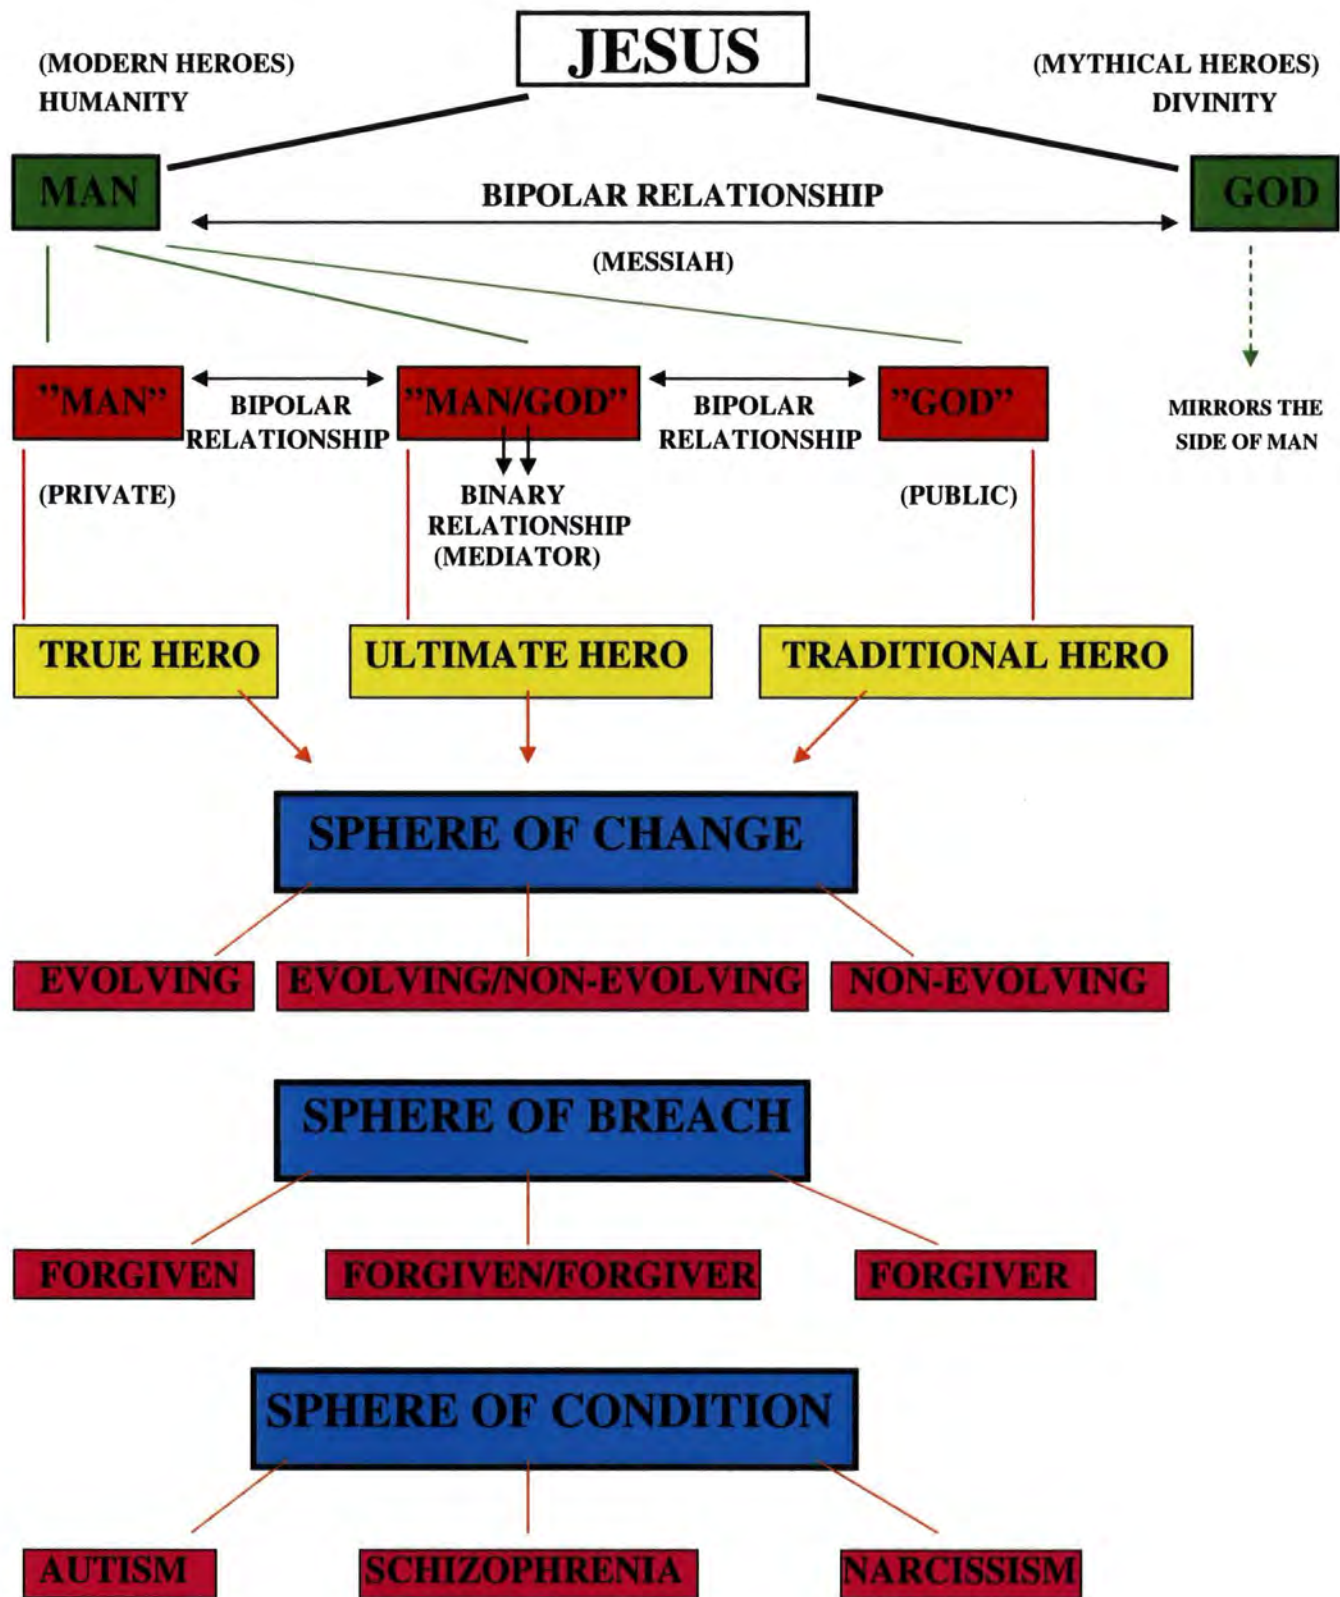 JESUS
(MODERN HEROES)
HUMANITY
(MYTHICAL HEROES)
DIVINITY
MAN
BIPOLAR RELATIONSHIP
GOD
(MESSIAH)
"MAN"
BIPOLAR
RELATIONSHIP
"MAN/GOD"
BIPOLAR
RELATIONSHIP
"GOD"
MIRRORS THE
SIDE OF MAN
(PRIVATE)
BINARY
RELATIONSHIP
(MEDIATOR)
(PUBLIC)
TRUE HERO
ULTIMATE HERO
TRADITIONAL HERO
SPHERE OF CHANGE
EVOLVING
EVOLVING/NON-EVOLVING
NON-EVOLVING
SPHERE OF BREACH
FORGIVEN
FORGIVEN/FORGIVER
FORGIVER
SPHERE OF CONDITION
AUTISM
SCHIZOPHRENIA
NARCISSISM